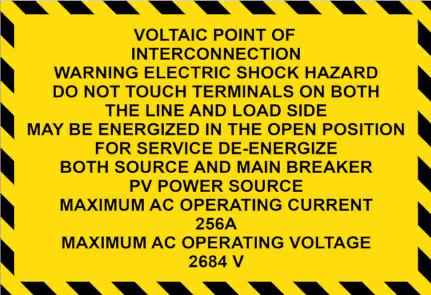 VOLTAIC POINT OF
INTERCONNECTION
WARNING ELECTRIC SHOCK HAZARD
DO NOT TOUCH TERMINALS ON BOTH
THE LINE AND LOAD SIDE
MAY BE ENERGIZED IN THE OPEN POSITION
FOR SERVICE DE-ENERGIZE
BOTH SOURCE AND MAIN BREAKER
PV POWER SOURCE
MAXIMUM AC OPERATING CURRENT
256A
MAXIMUM AC OPERATING VOLTAGE
2684 V